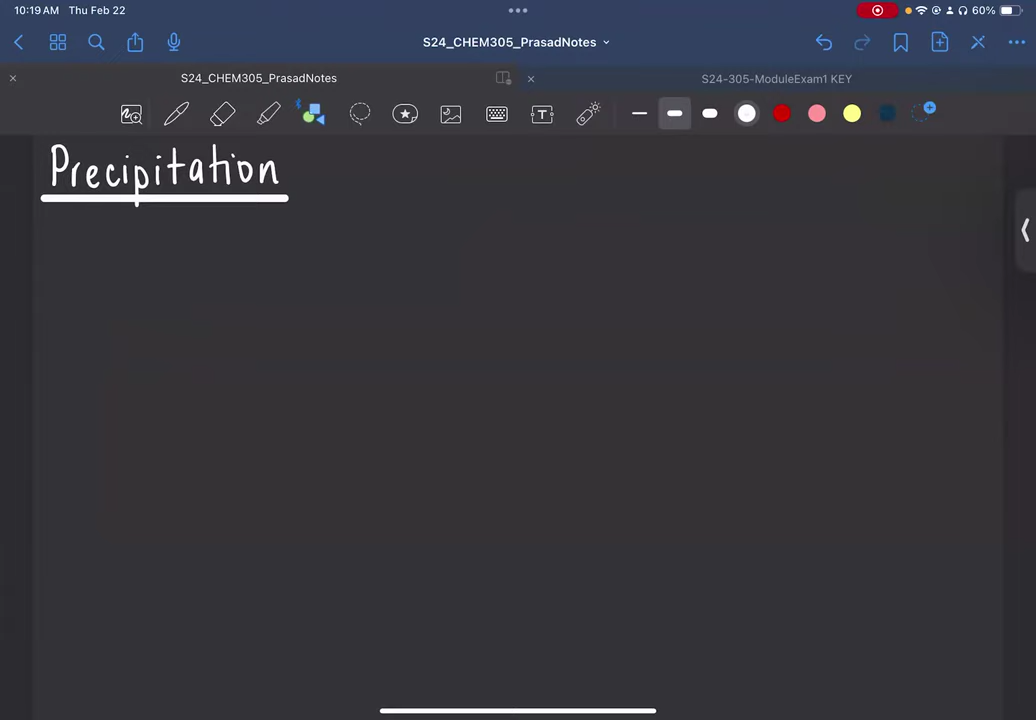 10:19 AM Thu Feb 22
60%
S24_CHEM305_PrasadNotes
S24_CHEM305_PrasadNotes
S24-305-ModuleExam1 KEY
Precipitation